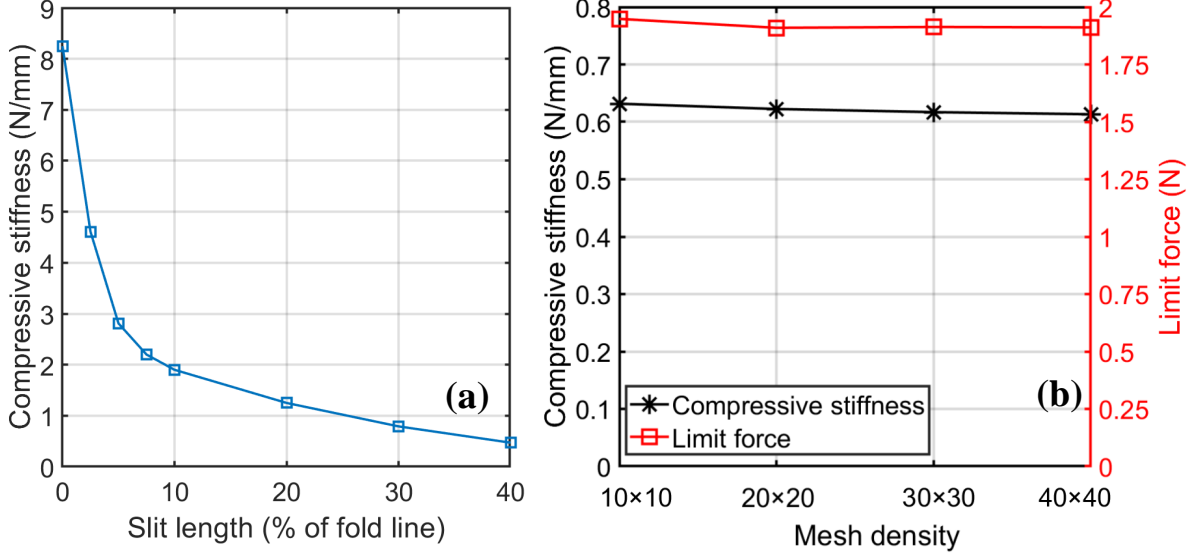 9
8
7
6
5
4
3
2
1
0
Compressive stiffness (N/mm)
0 10 20 30 40
Slit length (% of fold line)
(a)
0.8
0.7
0.6
0.5
0.4
0.3
0.2
0.1
0
Compressive stiffness (N/mm)
2
1.75
1.5
1.25
1
0.75
0.5
0.25
0
Limit force (N)
Compressive stiffness
Limit force
(b)
10×10 20×20 30×30 40×40
Mesh density